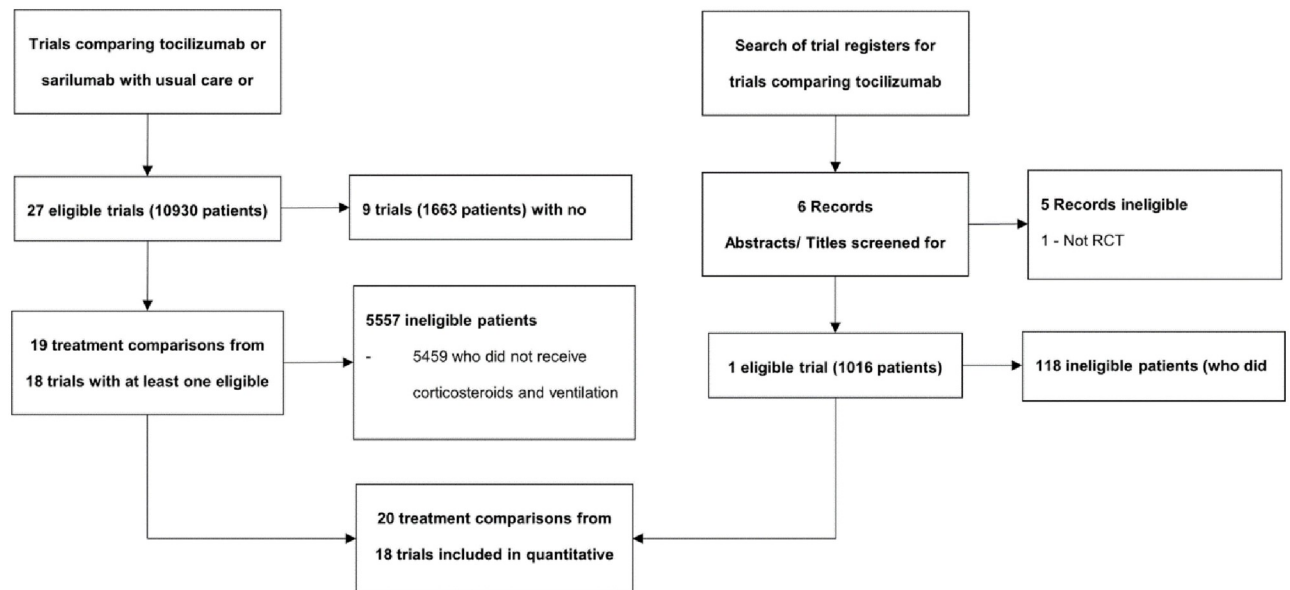 Trials comparing tocilizumab or
sarilumab with usual care or
27 eligible trials (10930 patients)
9 trials (1663 patients) with no
19 treatment comparisons from
18 trials with at least one eligible
5557 ineligible patients
- 5459 who did not receive
corticosteroids and ventilation
Search of trial registers for
trials comparing tocilizumab
6 Records
Abstracts/ Titles screened for
5 Records ineligible
1 - Not RCT
1 eligible trial (1016 patients)
118 ineligible patients (who did
20 treatment comparisons from
18 trials included in quantitative